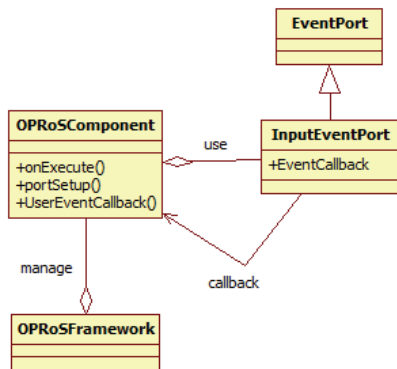 EventPort
OPRoSComponent
+onExecute()
+portSetup()
+UserEventCallback()
use
InputEventPort
+EventCallback
callback
manage
OPRoSFramework